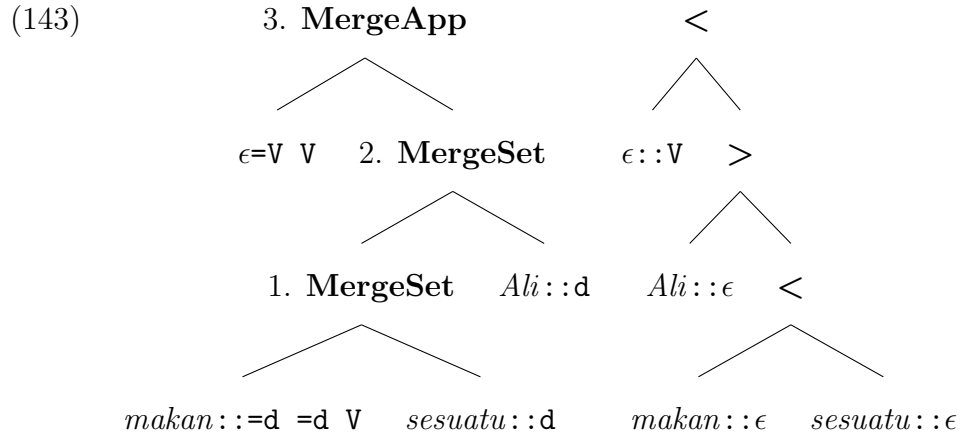 (143) 3. MergeApp <
ϵ=V V 2. MergeSet ϵ::V >
1. MergeSet Ali::d Ali::ϵ <
makan::=d =d V sesuatu::d makan::ϵ sesuatu::ϵ